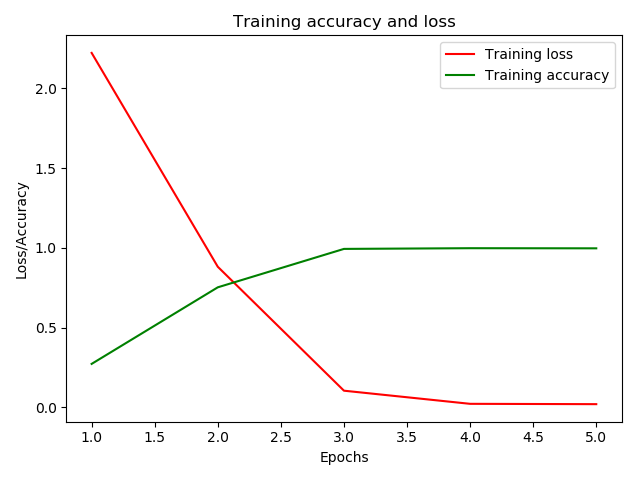 Training accuracy and loss
Training loss
Training accuracy
2.0
1.5
1.0
0.5
0.0
Loss/Accuracy
1.0 1.5 2.0 2.5 3.0 3.5 4.0 4.5 5.0
Epochs